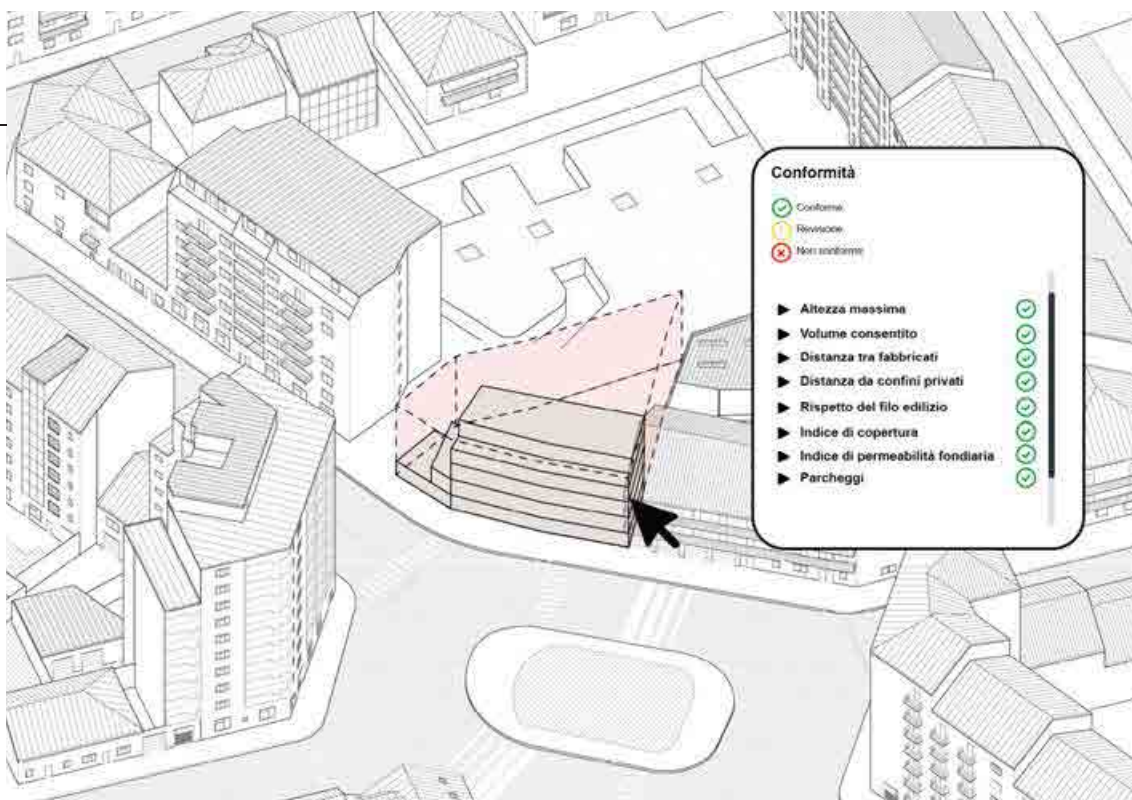 Conformità
Conforme
Revisione
Non conforme
Altezza massima
Volume consentito
Distanza tra fabbricati
Distanza da confini privati
Rispetto del filo edilizio
Indice di copertura
Indice di permeabilità fondiaria
Parcheggi